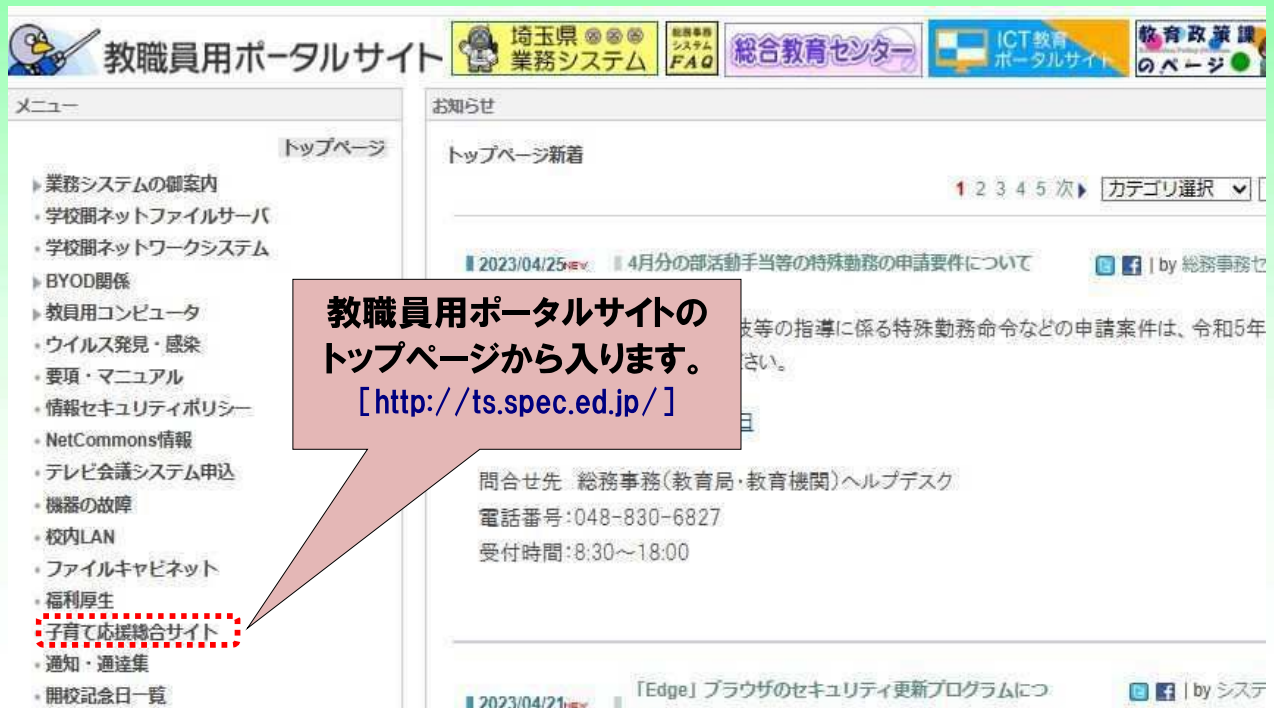 教職員用ポータルサイト
埼玉県
業務システム
総務事務
システム
FAQ
総合教育センター
ICT教育
ポータルサイト
教育政策課
のページ
メニュー
トップページ
業務システムの御案内
学校間ネットファイルサーバ
学校間ネットワークシステム
BYOD関係
教員用コンピュータ
ウイルス発見・感染
要項・マニュアル
情報セキュリティポリシー
NetCommons情報
テレビ会議システム申込
機器の故障
校内LAN
ファイルキャビネット
福利厚生
子育て応援総合サイト
通知・通達集
開校記念日一覧
教職員用ポータルサイトの
トップページから入ります。
[http://ts.spec.ed.jp/]
お知らせ
トップページ新着
1 2 3 4 5 次 カテゴリ選択
2023/04/25 NEW 4月分の部活動手当等の特殊勤務の申請要件について | by 総務事務セ
等の指導に係る特殊勤務命令などの申請案件は、令和5年
さい。
日
問合せ先 総務事務(教育局・教育機関)ヘルプデスク
電話番号:048-830-6827
受付時間:8:30～18:00
2023/04/21 NEW 「Edge」ブラウザのセキュリティ更新プログラムにつ | by システ